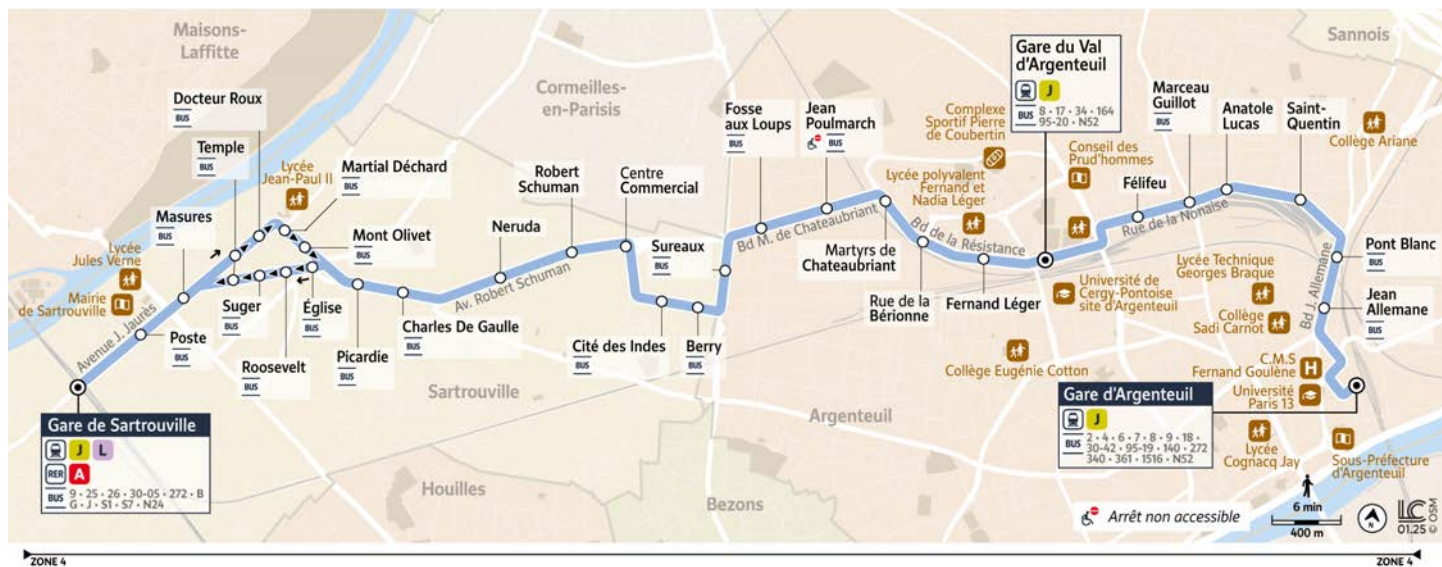 Maisons-
Laffitte
Cormeilles-
en-Parisis
Sannois
Sartrouville
Houilles
Bezons
Argenteuil
Gare de Sartrouville
J L
RER A
BUS 9 • 25 • 26 • 30-05 • 272 • B
G • J • S1 • S7 • N24
Avenue J. Jaurès
Poste
BUS
Masures
BUS
Temple
BUS
Docteur Roux
BUS
Martial Déchard
BUS
Mont Olivet
BUS
Suger
BUS
Roosevelt
BUS
Église
BUS
Picardie
BUS
Charles De Gaulle
BUS
Neruda
Av. Robert Schuman
Robert
Schuman
BUS
Centre
Commercial
Cité des Indes
BUS
Berry
BUS
Sureaux
BUS
Fosse
aux Loups
BUS
Jean
Poulmarch
BUS
Bd M. de Chateaubriant
Martyrs de
Chateaubriant
Rue de la
Bérionne
Bd de la Résistance
Fernand Léger
Gare du Val
d'Argenteuil
J
BUS 8 • 17 • 34 • 164
95-20 • N52
Félifeu
Rue de la Nonaise
Marceau
Guillot
BUS
Anatole
Lucas
Saint-
Quentin
Pont Blanc
BUS
Bd J. Allemane
Jean
Allemane
BUS
Gare d'Argenteuil
J
BUS 2 • 4 • 6 • 7 • 8 • 9 • 18 •
30-42 • 95-19 • 140 • 272
340 • 361 • 1516 • N52
Lycée
Jules Verne
Mairie
de Sartrouville
Lycée
Jean-Paul II
Complexe
Sportif Pierre
de Coubertin
Lycée polyvalent
Fernand et
Nadia Léger
Conseil des
Prud'hommes
Université de
Cergy-Pontoise
site d'Argenteuil
Collège Eugénie Cotton
Collège Ariane
Lycée Technique
Georges Braque
Collège
Sadi Carnot
C.M.S
Fernand Goulène
H
Université
Paris 13
Lycée
Cognacq Jay
Sous-Préfecture
d'Argenteuil
Arrêt non accessible
6 min
400 m
N
LC
01.25
© OSM
ZONE 4
ZONE 4